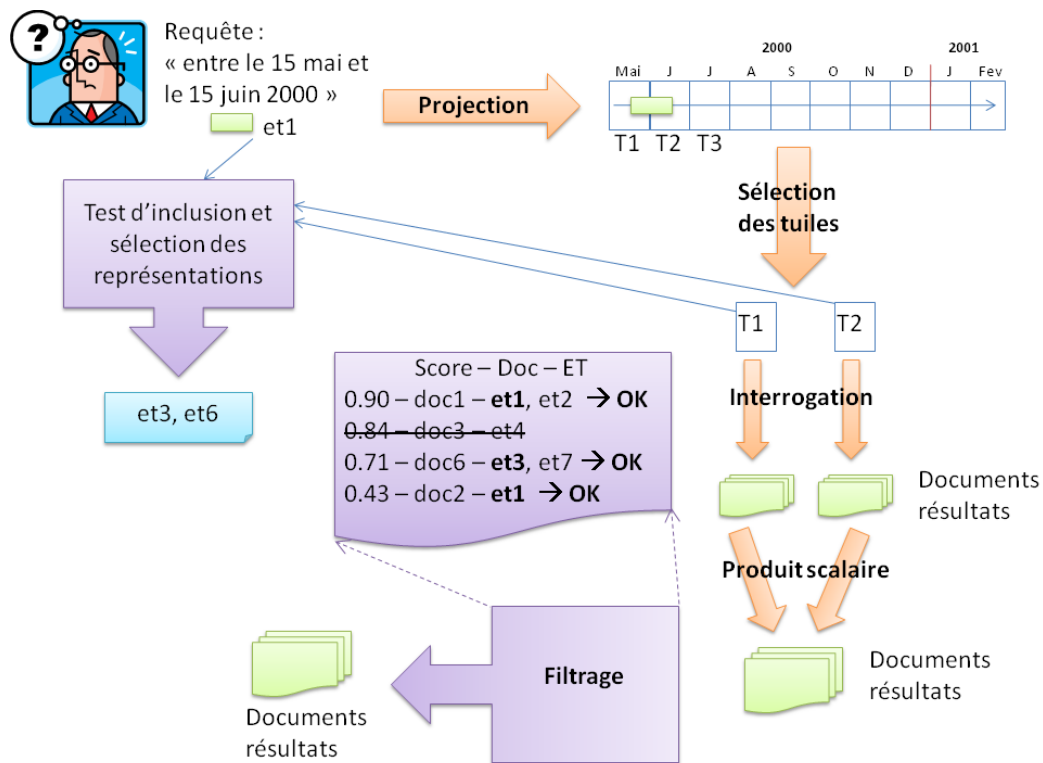 ?
Requête :
« entre le 15 mai et
le 15 juin 2000 »
et1
Projection
2000 2001
Mai J J A S O N D J Fev
T1 T2 T3
Sélection
des tuiles
Test d’inclusion et
sélection des
représentations
et3, et6
T1 T2
Interrogation
Documents
résultats
Produit scalaire
Documents
résultats
Score – Doc – ET
0.90 – doc1 – et1, et2 → OK
0.84 – doc3 – et4
0.71 – doc6 – et3, et7 → OK
0.43 – doc2 – et1 → OK
Filtrage
Documents
résultats